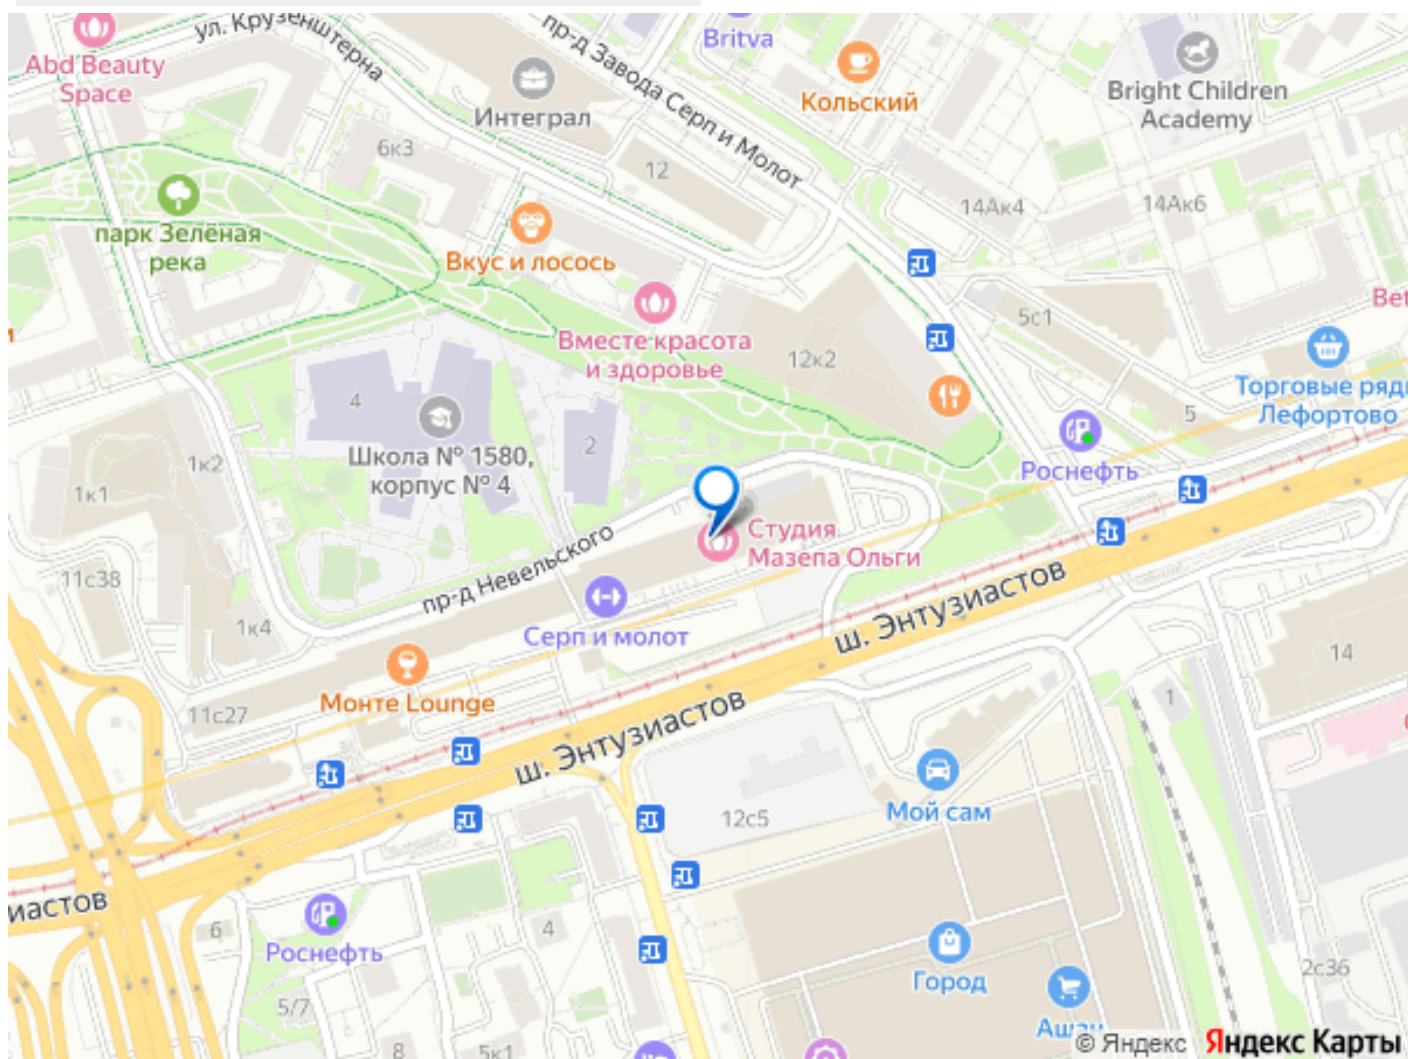 ул. Крузенштерна
Abd Beauty
Space
Интеграл
пр-д Завода Серп и Молот
Britva
Кольский
Bright Children
Academy
6к3
12
14Ак4
14Ак6
парк Зелёная
река
Вкус и лосось
Вместе красота
и здоровье
12к2
5с1
Bet
Торговые ряды
Лефортово
5
4
Школа № 1580,
корпус № 4
2
1к2
1к1
Роснефть
Студия
Мазепа Ольги
пр-д Невельского
11с38
1к4
Серп и молот
ш. Энтузиастов
14
1
Монте Lounge
11с27
ш. Энтузиастов
Мой сам
12с5
иастов
6
Роснефть
4
Город
2с36
5/7
Ашан
8
5к1
© Яндекс Яндекс Карты